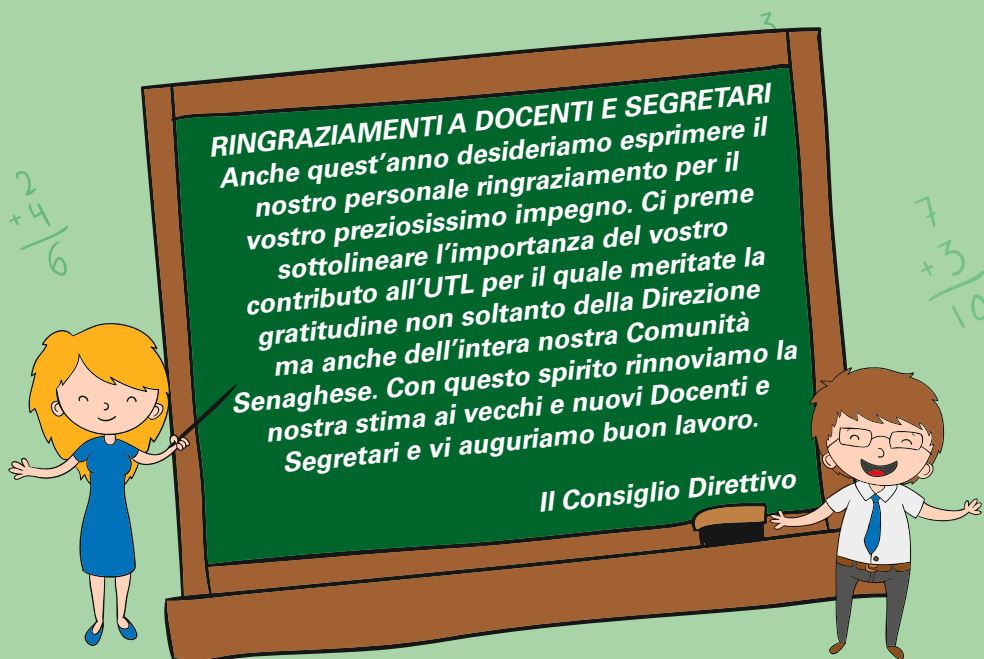 RINGRAZIAMENTI A DOCENTI E SEGRETARI
Anche quest'anno desideriamo esprimere il
nostro personale ringraziamento per il
vostro preziosissimo impegno. Ci preme
sottolineare l'importanza del vostro
contributo all'UTL per il quale meritate la
gratitudine non soltanto della Direzione
ma anche dell'intera nostra Comunità
Senaghese. Con questo spirito rinnoviamo la
nostra stima ai vecchi e nuovi Docenti e
Segretari e vi auguriamo buon lavoro.
Il Consiglio Direttivo
3
2
+4
6
7
+3
10